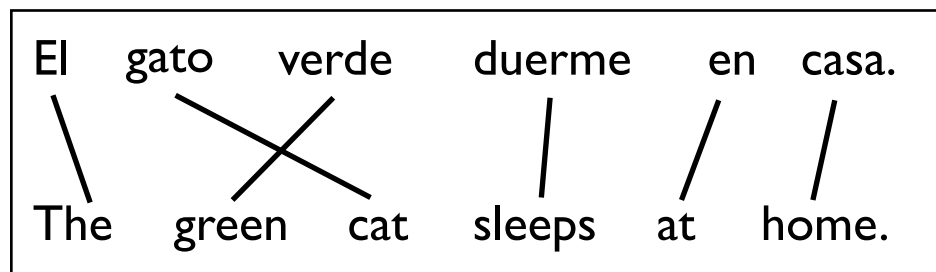 El gato verde duerme en casa.
The green cat sleeps at home.